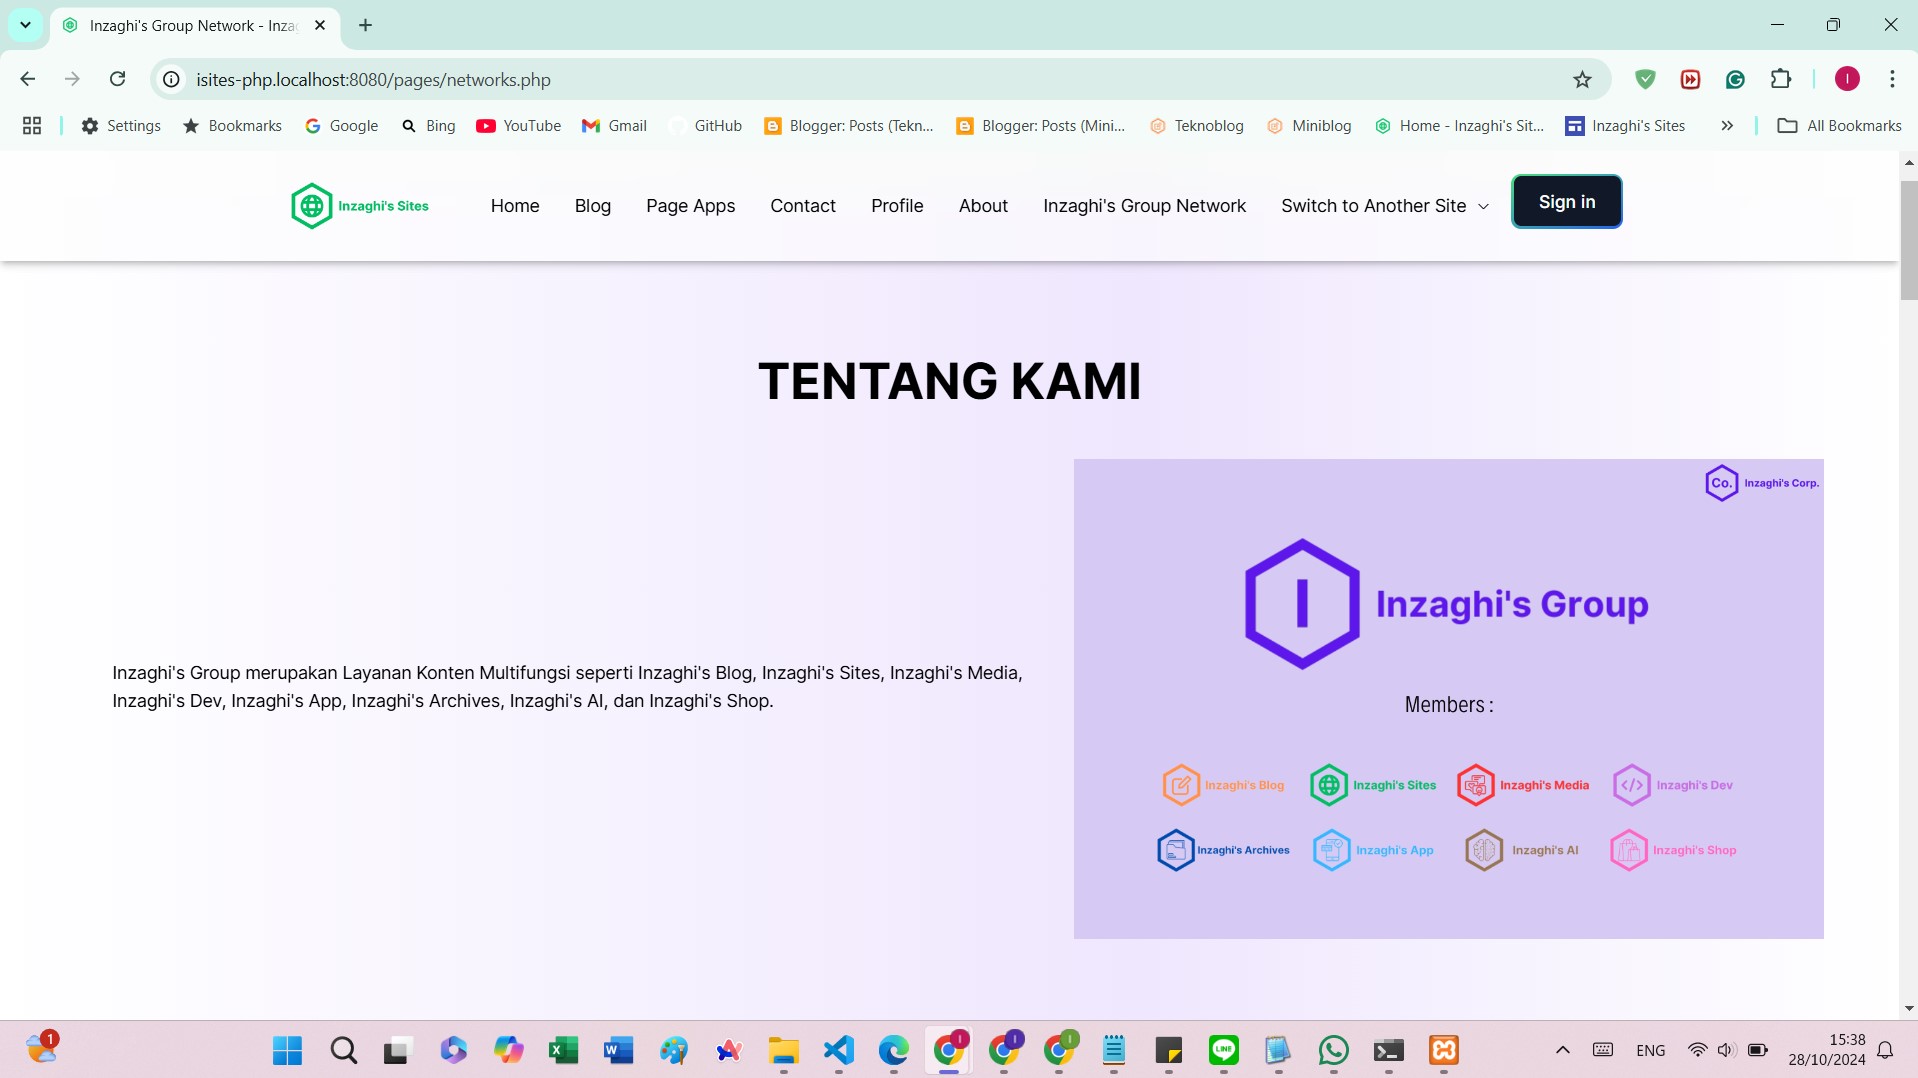 Inzaghi's Group Network - Inza
isites-php.localhost:8080/pages/networks.php
Settings Bookmarks Google Bing YouTube Gmail GitHub Blogger: Posts (Tekn... Blogger: Posts (Mini... Teknoblog Miniblog Home - Inzaghi's Sit... Inzaghi's Sites All Bookmarks
Inzaghi's Sites Home Blog Page Apps Contact Profile About Inzaghi's Group Network Switch to Another Site Sign in
TENTANG KAMI
Co. Inzaghi's Corp.
I Inzaghi's Group
Inzaghi's Group merupakan Layanan Konten Multifungsi seperti Inzaghi's Blog, Inzaghi's Sites, Inzaghi's Media,
Inzaghi's Dev, Inzaghi's App, Inzaghi's Archives, Inzaghi's AI, dan Inzaghi's Shop.
Members :
Inzaghi's Blog Inzaghi's Sites Inzaghi's Media Inzaghi's Dev
Inzaghi's Archives Inzaghi's App Inzaghi's AI Inzaghi's Shop
1
ENG
15:38
28/10/2024